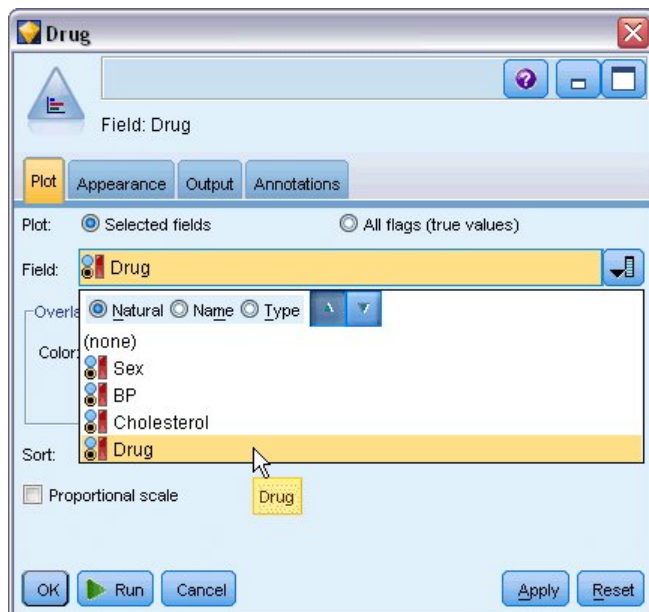 Drug
Field: Drug
Plot Appearance Output Annotations
Plot: Selected fields All flags (true values)
Field: Drug
Overla Natural Name Type
(none)
Color: Sex
BP
Cholesterol
Sort: Drug
Proportional scale Drug
OK Run Cancel Apply Reset